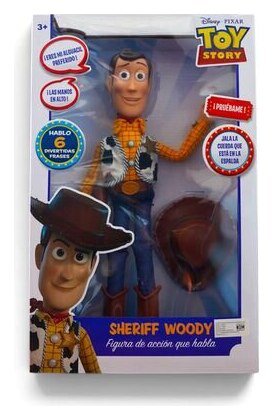 3+
Disney · PIXAR
TOY
STORY
¡ERES MI ALGUACIL
PREFERIDO!
¡LAS MANOS
EN ALTO!
¡PRUÉBAME!
HABLO
6
DIVERTIDAS
FRASES
JALA LA
CUERDA QUE
ESTÁ EN LA
ESPALDA
SHERIFF WOODY
Figura de acción que habla